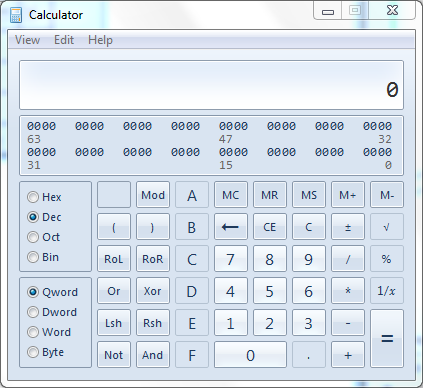 Calculator
View Edit Help
0
0000 0000 0000 0000 0000 0000 0000 0000
63 47 32
0000 0000 0000 0000 0000 0000 0000 0000
31 15 0
Hex Mod A MC MR MS M+ M-
Dec ( ) B ← CE C ± √
Oct RoL RoR C 7 8 9 / %
Bin
Qword Or Xor D 4 5 6 * 1/x
Dword
Word Lsh Rsh E 1 2 3 - =
Byte Not And F 0 . +